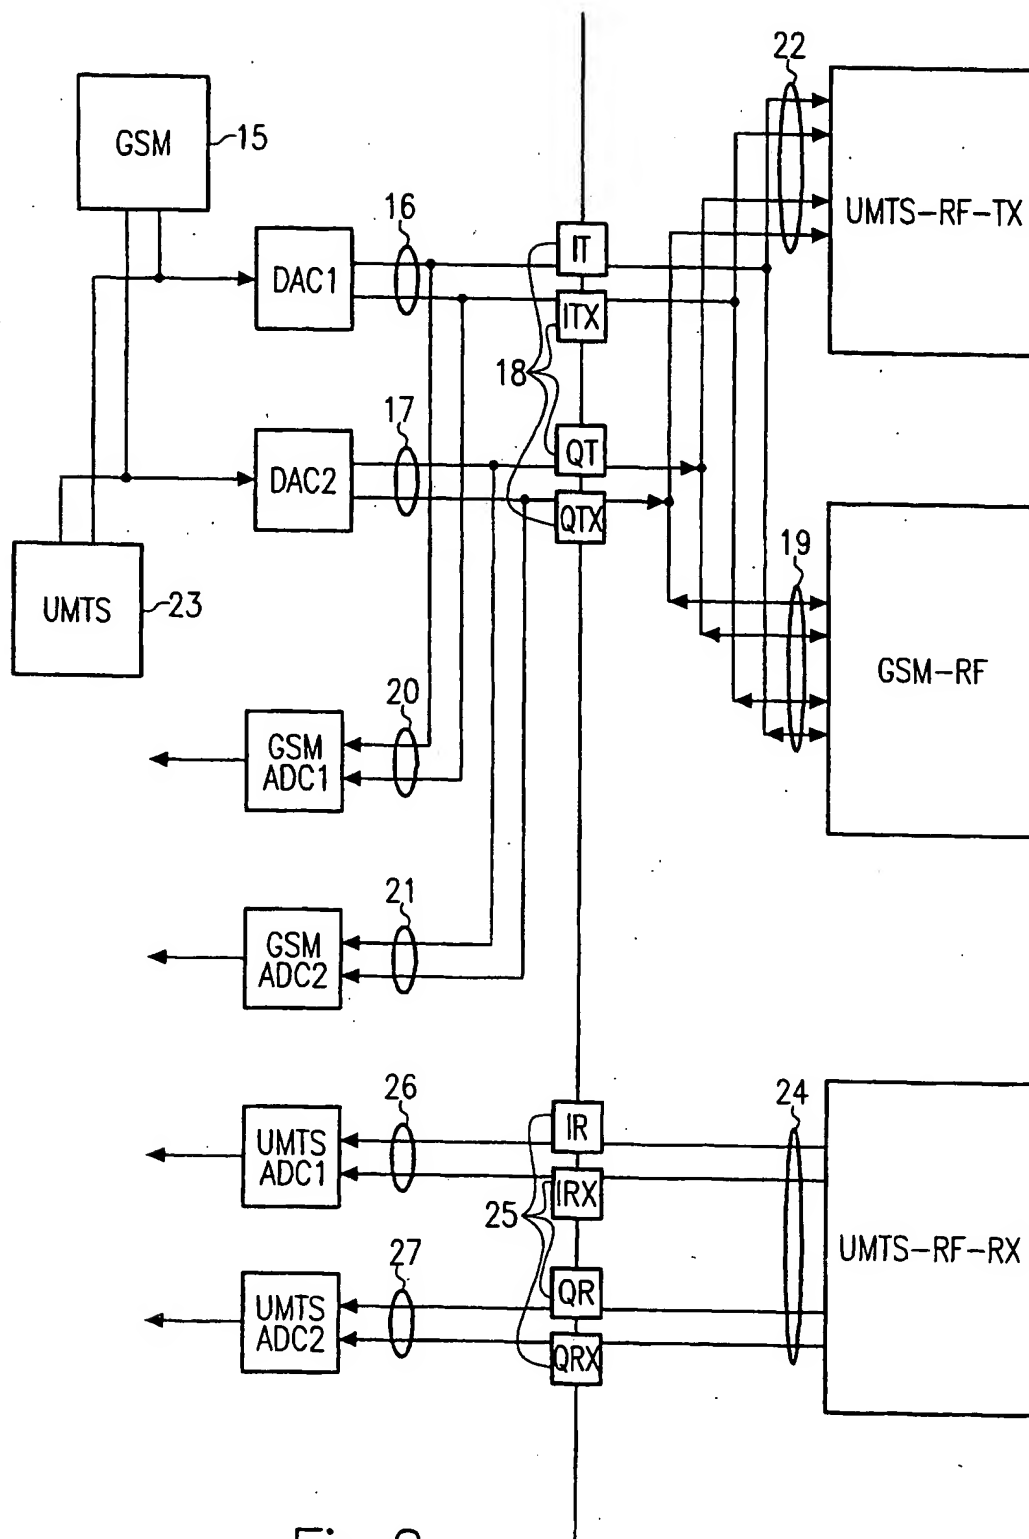 22
GSM
15
UMTS-RF-TX
16
IT
DAC1
ITX
18
17
QT
DAC2
QTX
19
UMTS
23
GSM-RF
20
GSM
ADC1
21
GSM
ADC2
26
24
IR
UMTS
ADC1
IRX
25
UMTS-RF-RX
27
QR
UMTS
ADC2
QRX